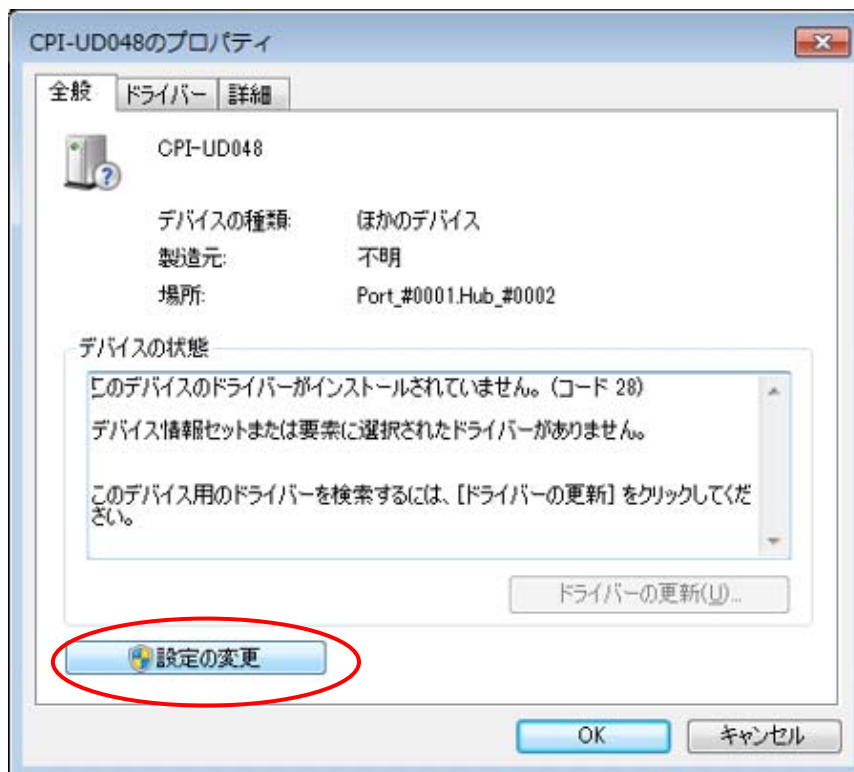 CPI-UD048のプロパティ
全般 ドライバー 詳細
CPI-UD048
デバイスの種類: ほかのデバイス
製造元: 不明
場所: Port_#0001.Hub_#0002
デバイスの状態
このデバイスのドライバーがインストールされていません。(コード 28)
デバイス情報セットまたは要素に選択されたドライバーがありません。
このデバイス用のドライバーを検索するには、[ドライバーの更新] をクリックしてくだ
さい。
ドライバーの更新(U)...
設定の変更
OK キャンセル